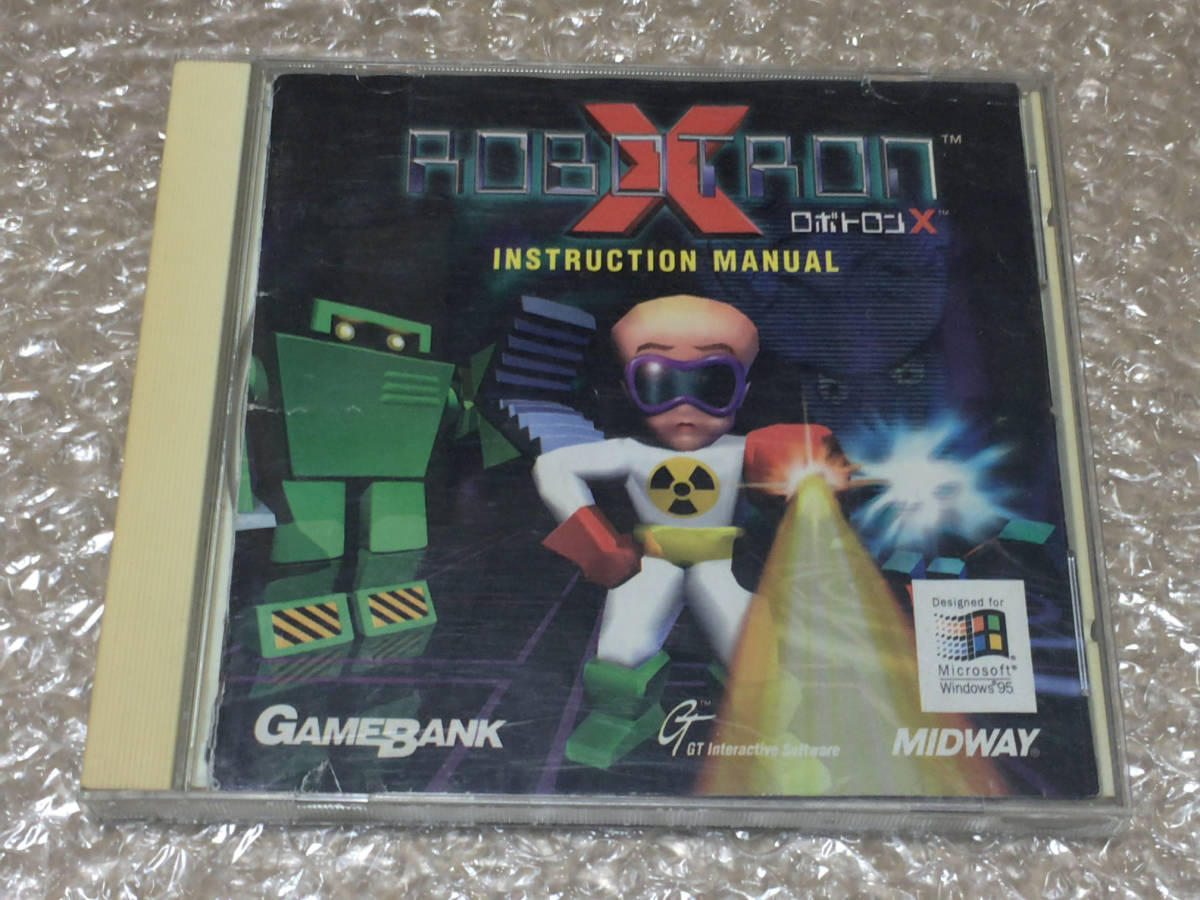 ROBOTRON X™
ロボトロンX™
INSTRUCTION MANUAL
Designed for
Microsoft®
Windows®95
GAMEBANK
GT™
GT Interactive Software
MIDWAY®